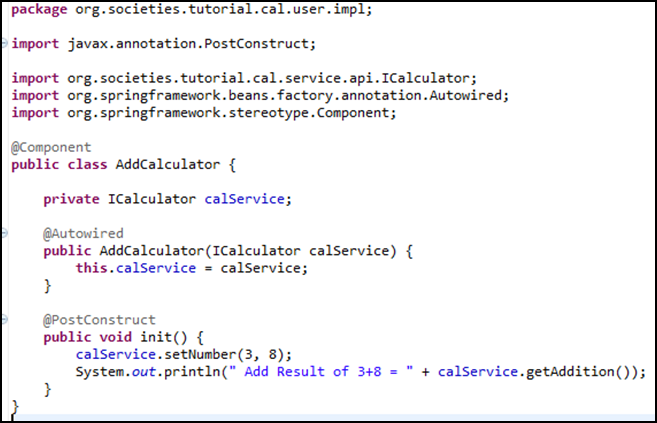 package org.societies.tutorial.cal.user.impl;
import javax.annotation.PostConstruct;
import org.societies.tutorial.cal.service.api.ICalculator;
import org.springframework.beans.factory.annotation.Autowired;
import org.springframework.stereotype.Component;
@Component
public class AddCalculator {
private ICalculator calService;
@Autowired
public AddCalculator(ICalculator calService) {
this.calService = calService;
}
@PostConstruct
public void init() {
calService.setNumber(3, 8);
System.out.println(" Add Result of 3+8 = " + calService.getAddition());
}
}